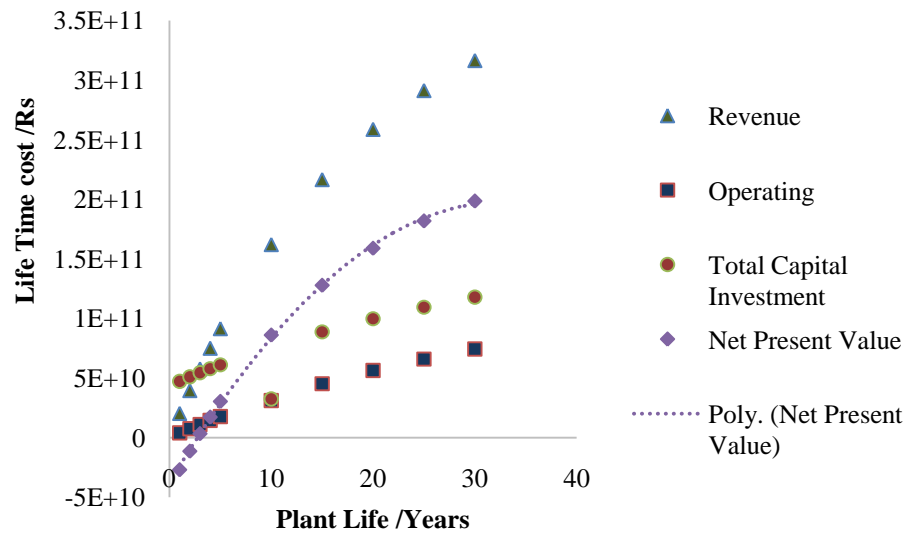 3.5E+11
3E+11
2.5E+11
2E+11
1.5E+11
1E+11
5E+10
0
-5E+10
Life Time cost /Rs
0
10
20
30
40
Plant Life /Years
Revenue
Operating
Total Capital
Investment
Net Present Value
Poly. (Net Present
Value)